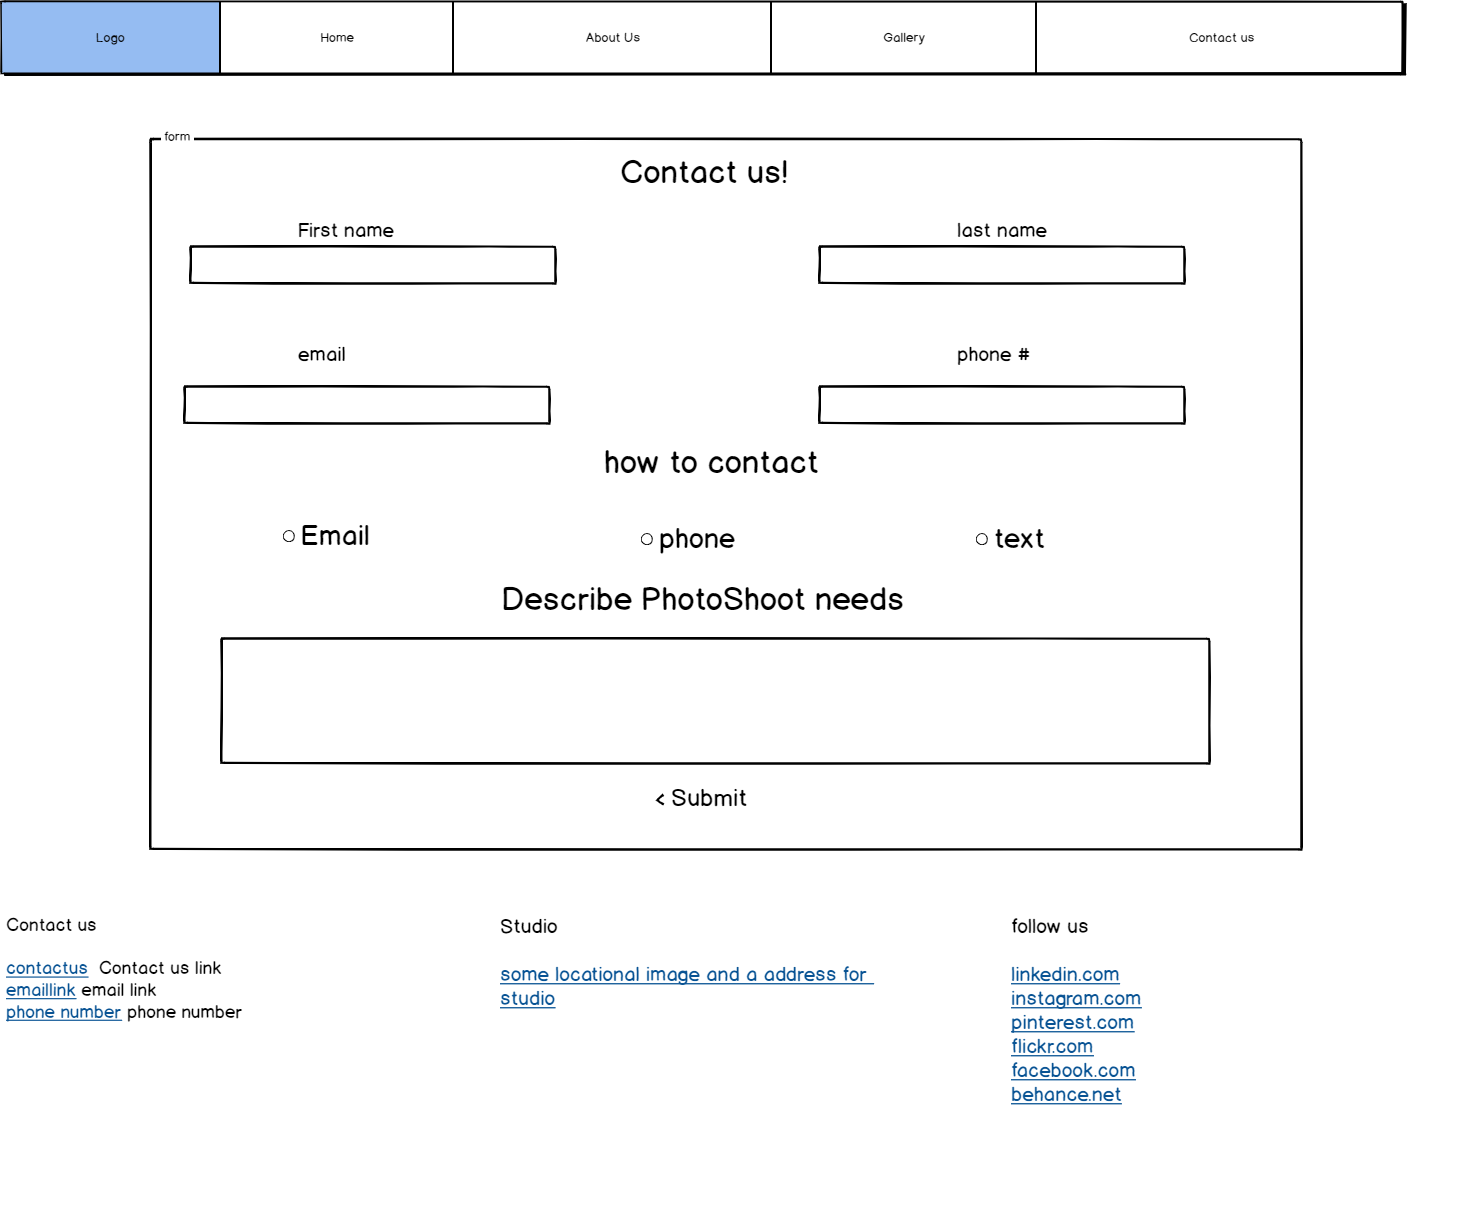 Logo
Home
About Us
Gallery
Contact us
form
Contact us!
First name
last name
email
phone #
how to contact
Email
phone
text
Describe PhotoShoot needs
< Submit
Contact us
contactus Contact us link
emaillink email link
phone number phone number
Studio
some locational image and a address for
studio
follow us
linkedin.com
instagram.com
pinterest.com
flickr.com
facebook.com
behance.net